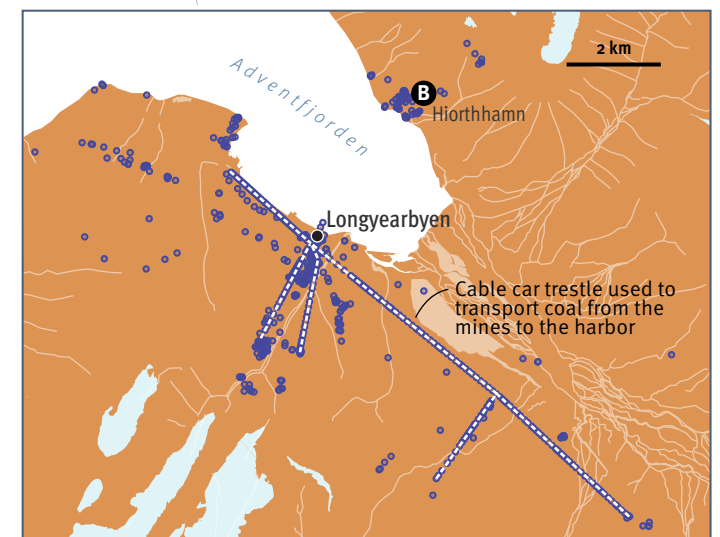 Adventfjorden
2 km
B
Hiorthhamn
Longyearbyen
Cable car trestle used to
transport coal from the
mines to the harbor